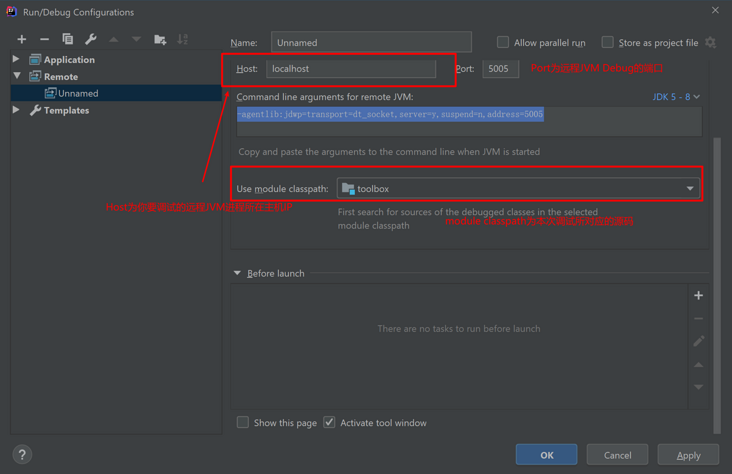 Run/Debug Configurations
Name: Unnamed Allow parallel run Store as project file
Application
Remote
Unnamed
Templates
Host: localhost Port: 5005 Port为远程JVM Debug的端口
Command line arguments for remote JVM: JDK 5 - 8
-agentlib:jdwp=transport=dt_socket,server=y,suspend=n,address=5005
Copy and paste the arguments to the command line when JVM is started
Use module classpath: toolbox
Host为你要调试的远程JVM进程所在主机IP
First search for sources of the debugged classes in the selected
module classpath
module classpath为本次调试所对应的源码
Before launch
There are no tasks to run before launch
Show this page Activate tool window
? OK Cancel Apply